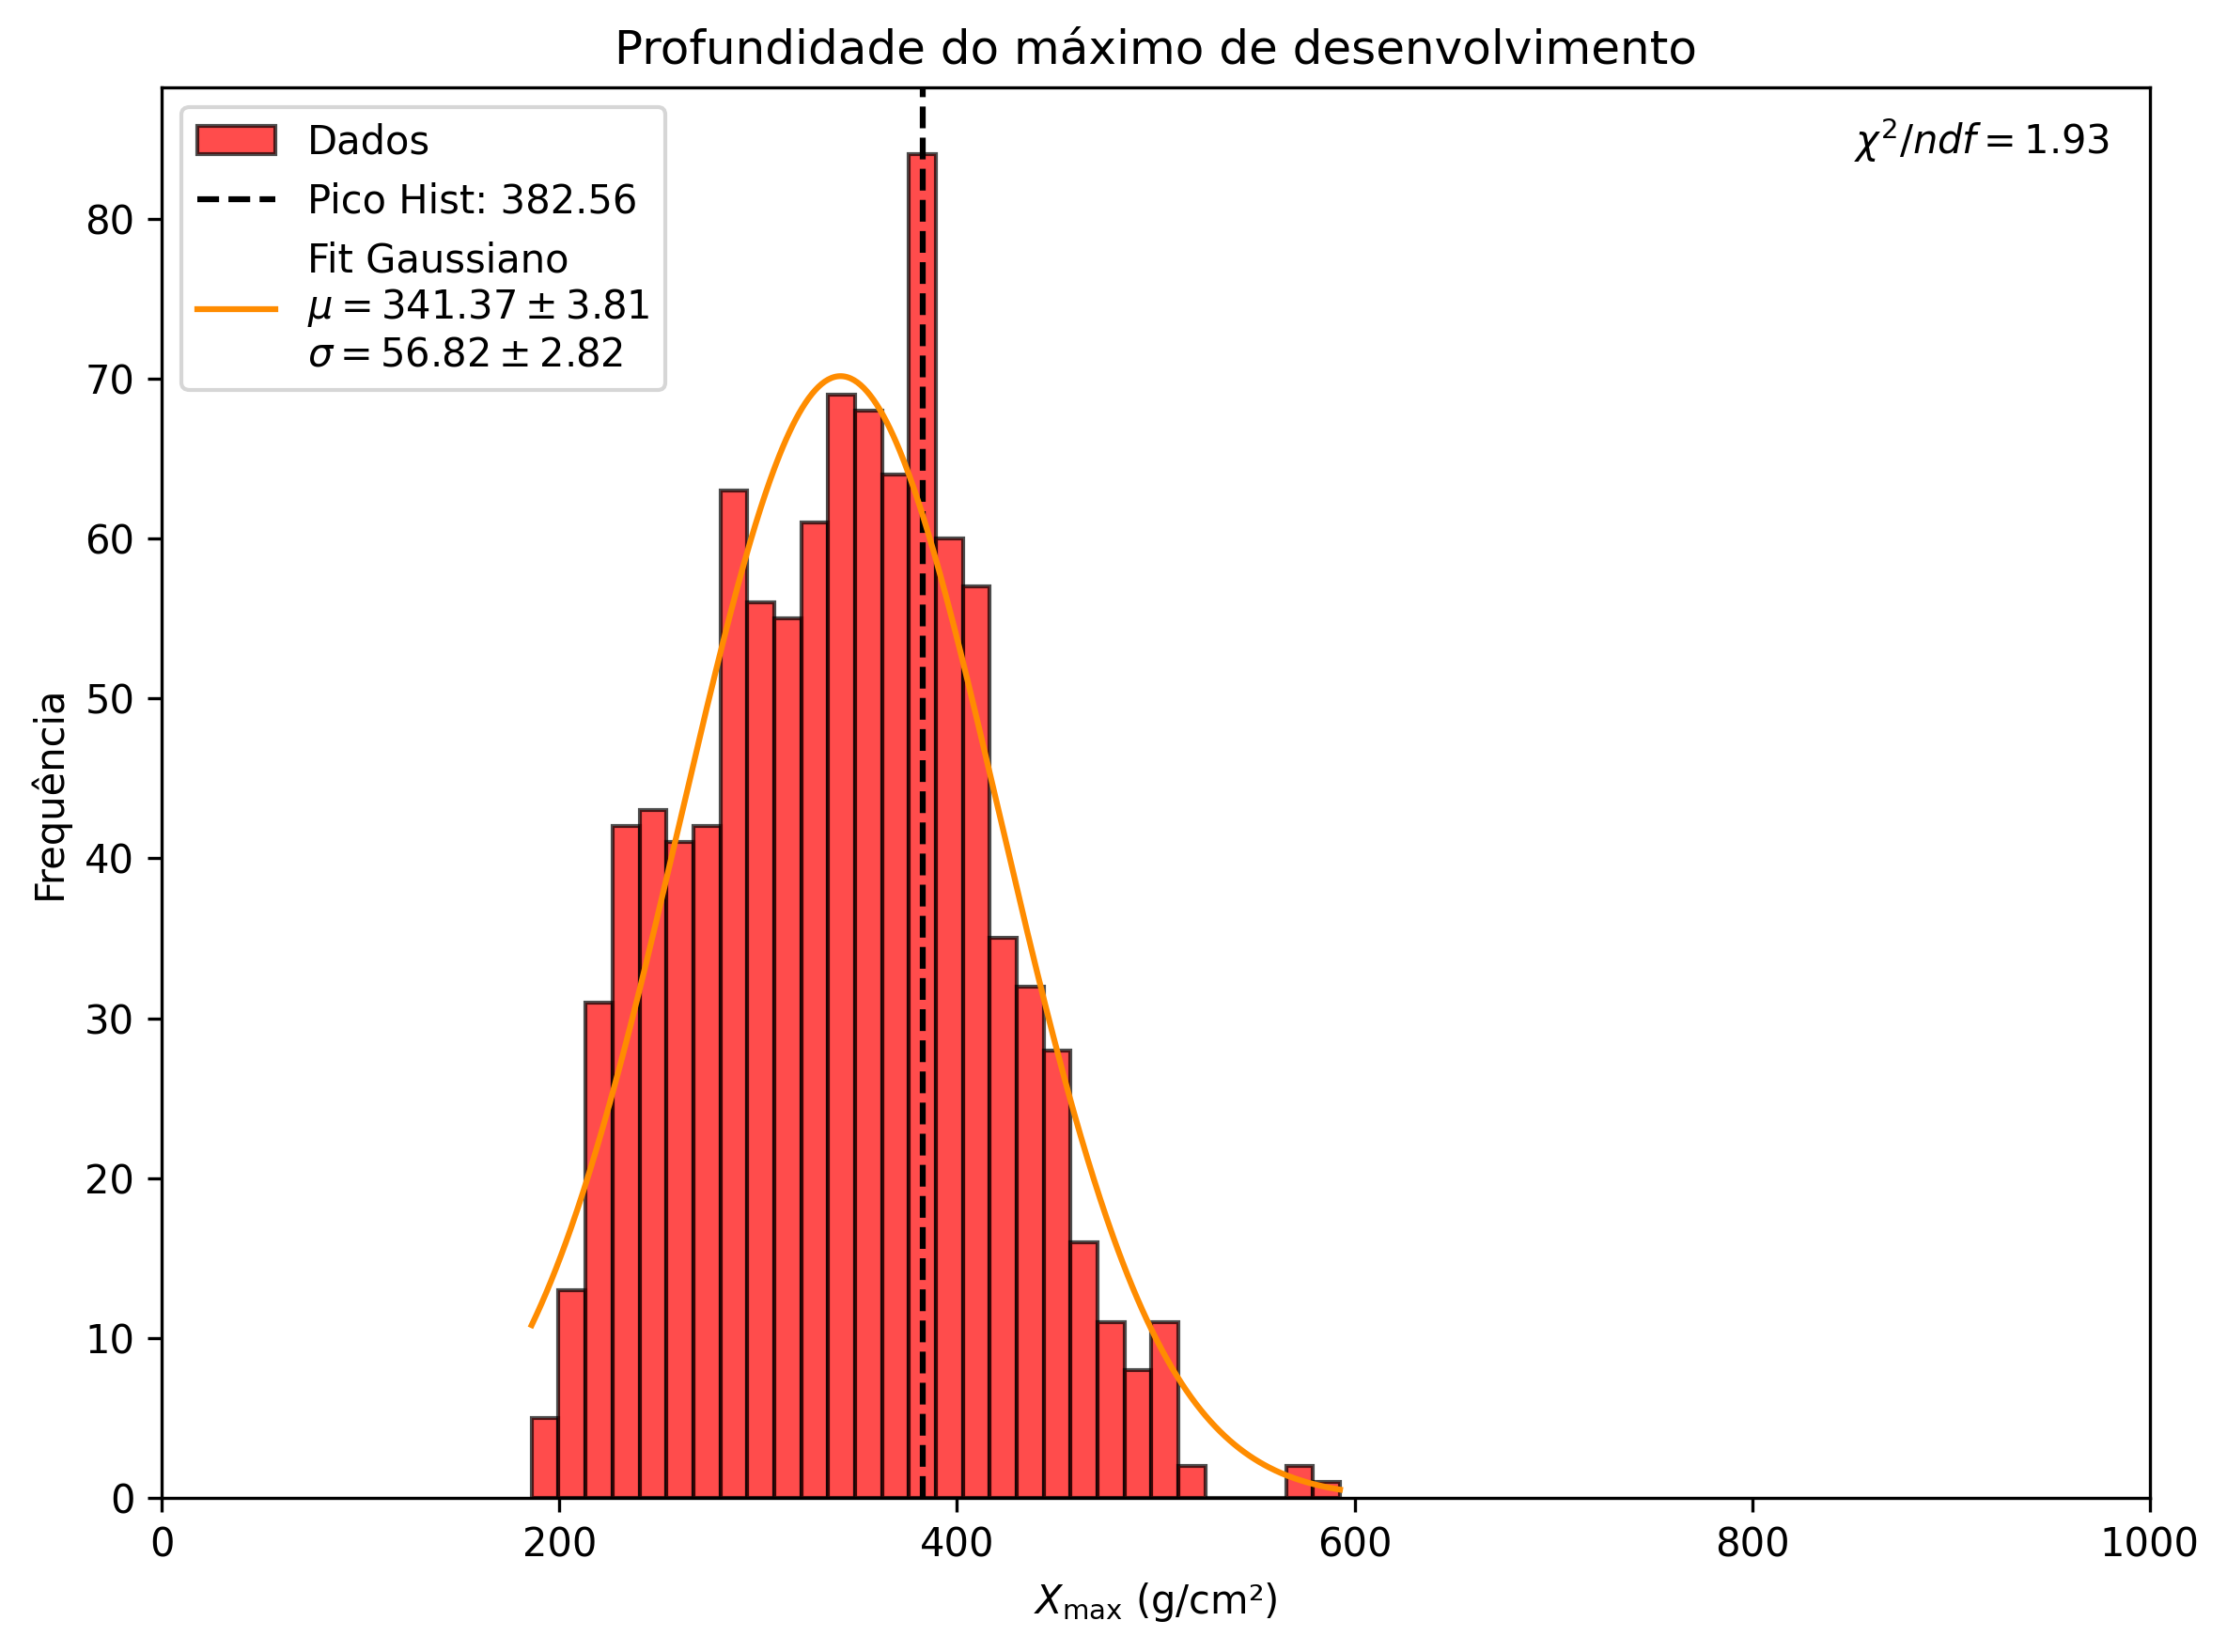 Profundidade do máximo de desenvolvimento
Dados
Pico Hist: 382.56
Fit Gaussiano
μ = 341.37 ± 3.81
σ = 56.82 ± 2.82
χ²/ndf = 1.93
80
70
60
50
40
30
20
10
0
Frequência
0 200 400 600 800 1000
Xmax (g/cm²)